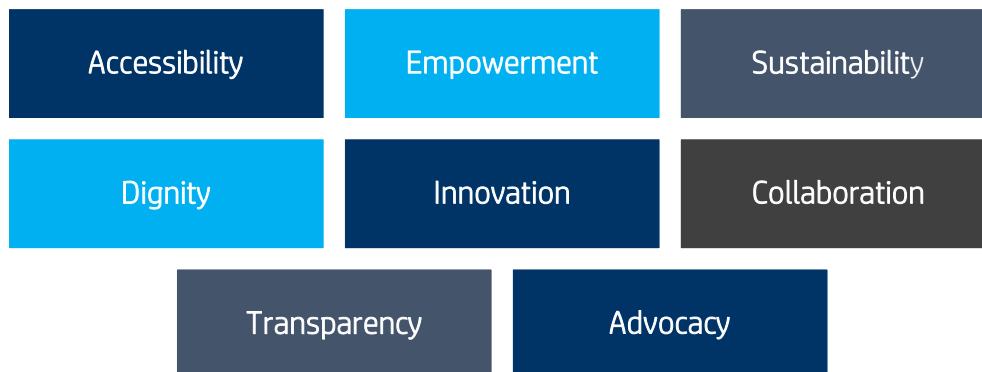 Accessibility
Empowerment
Sustainability
Dignity
Innovation
Collaboration
Transparency
Advocacy